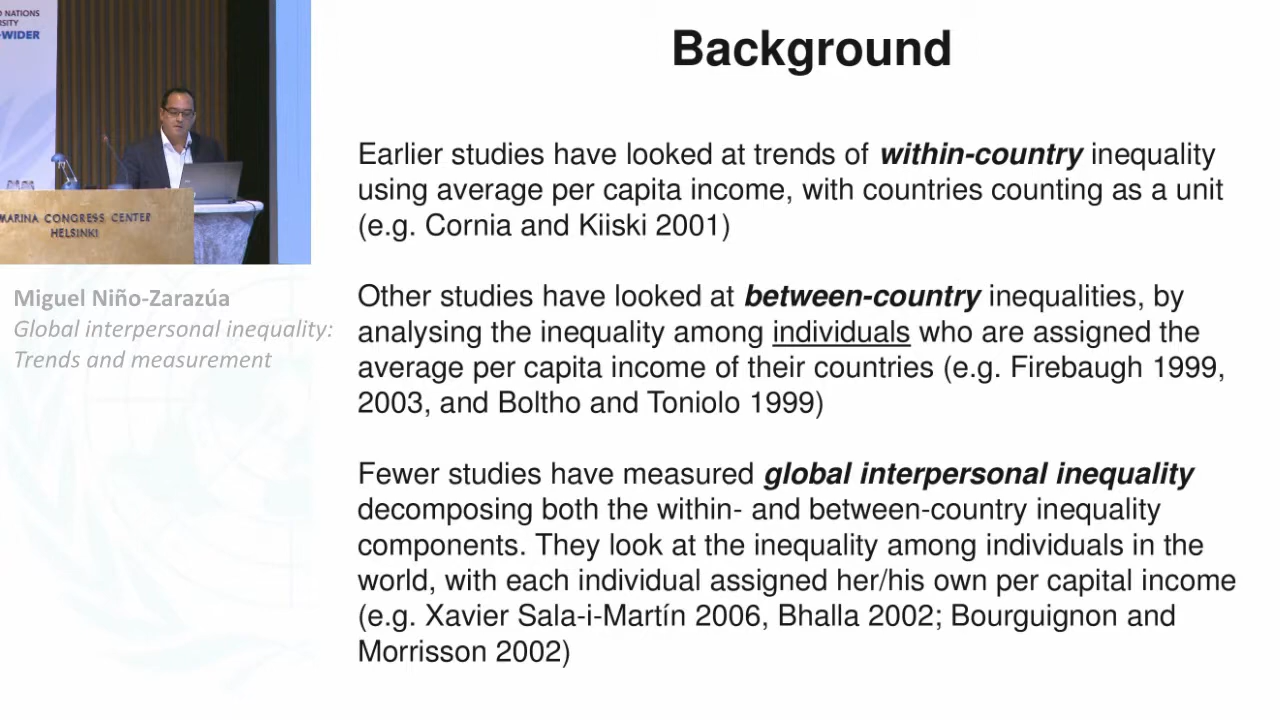 D NATIONS
RSITY
-WIDER
MARINA CONGRESS CENTER
HELSINKI
Miguel Niño-Zarazúa
Global interpersonal inequality:
Trends and measurement
Background
Earlier studies have looked at trends of within-country inequality
using average per capita income, with countries counting as a unit
(e.g. Cornia and Kiiski 2001)
Other studies have looked at between-country inequalities, by
analysing the inequality among individuals who are assigned the
average per capita income of their countries (e.g. Firebaugh 1999,
2003, and Boltho and Toniolo 1999)
Fewer studies have measured global interpersonal inequality
decomposing both the within- and between-country inequality
components. They look at the inequality among individuals in the
world, with each individual assigned her/his own per capital income
(e.g. Xavier Sala-i-Martín 2006, Bhalla 2002; Bourguignon and
Morrisson 2002)